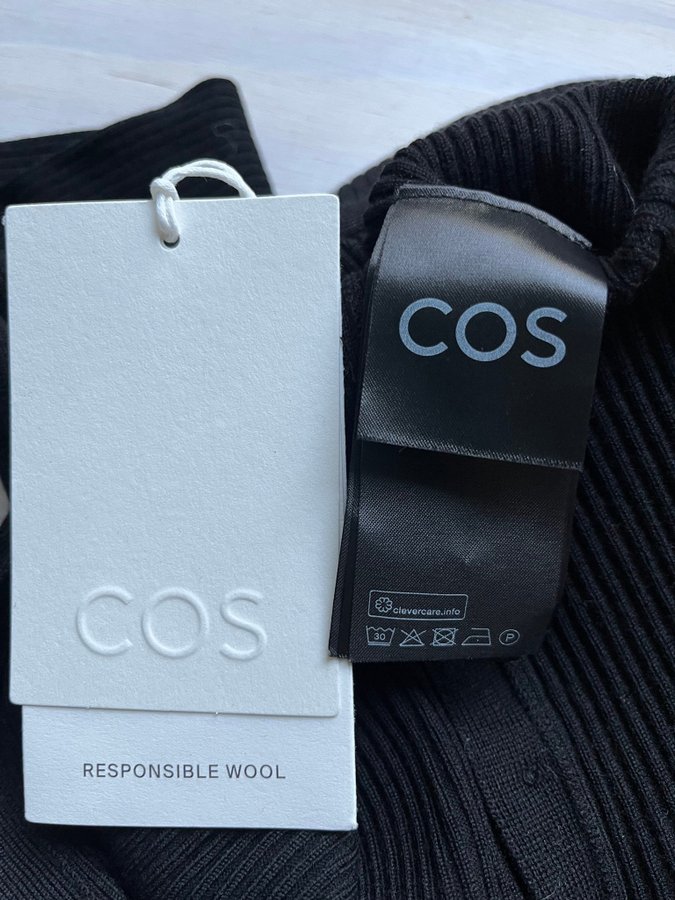 COS
RESPONSIBLE WOOL
COS
clevercare.info
30
P